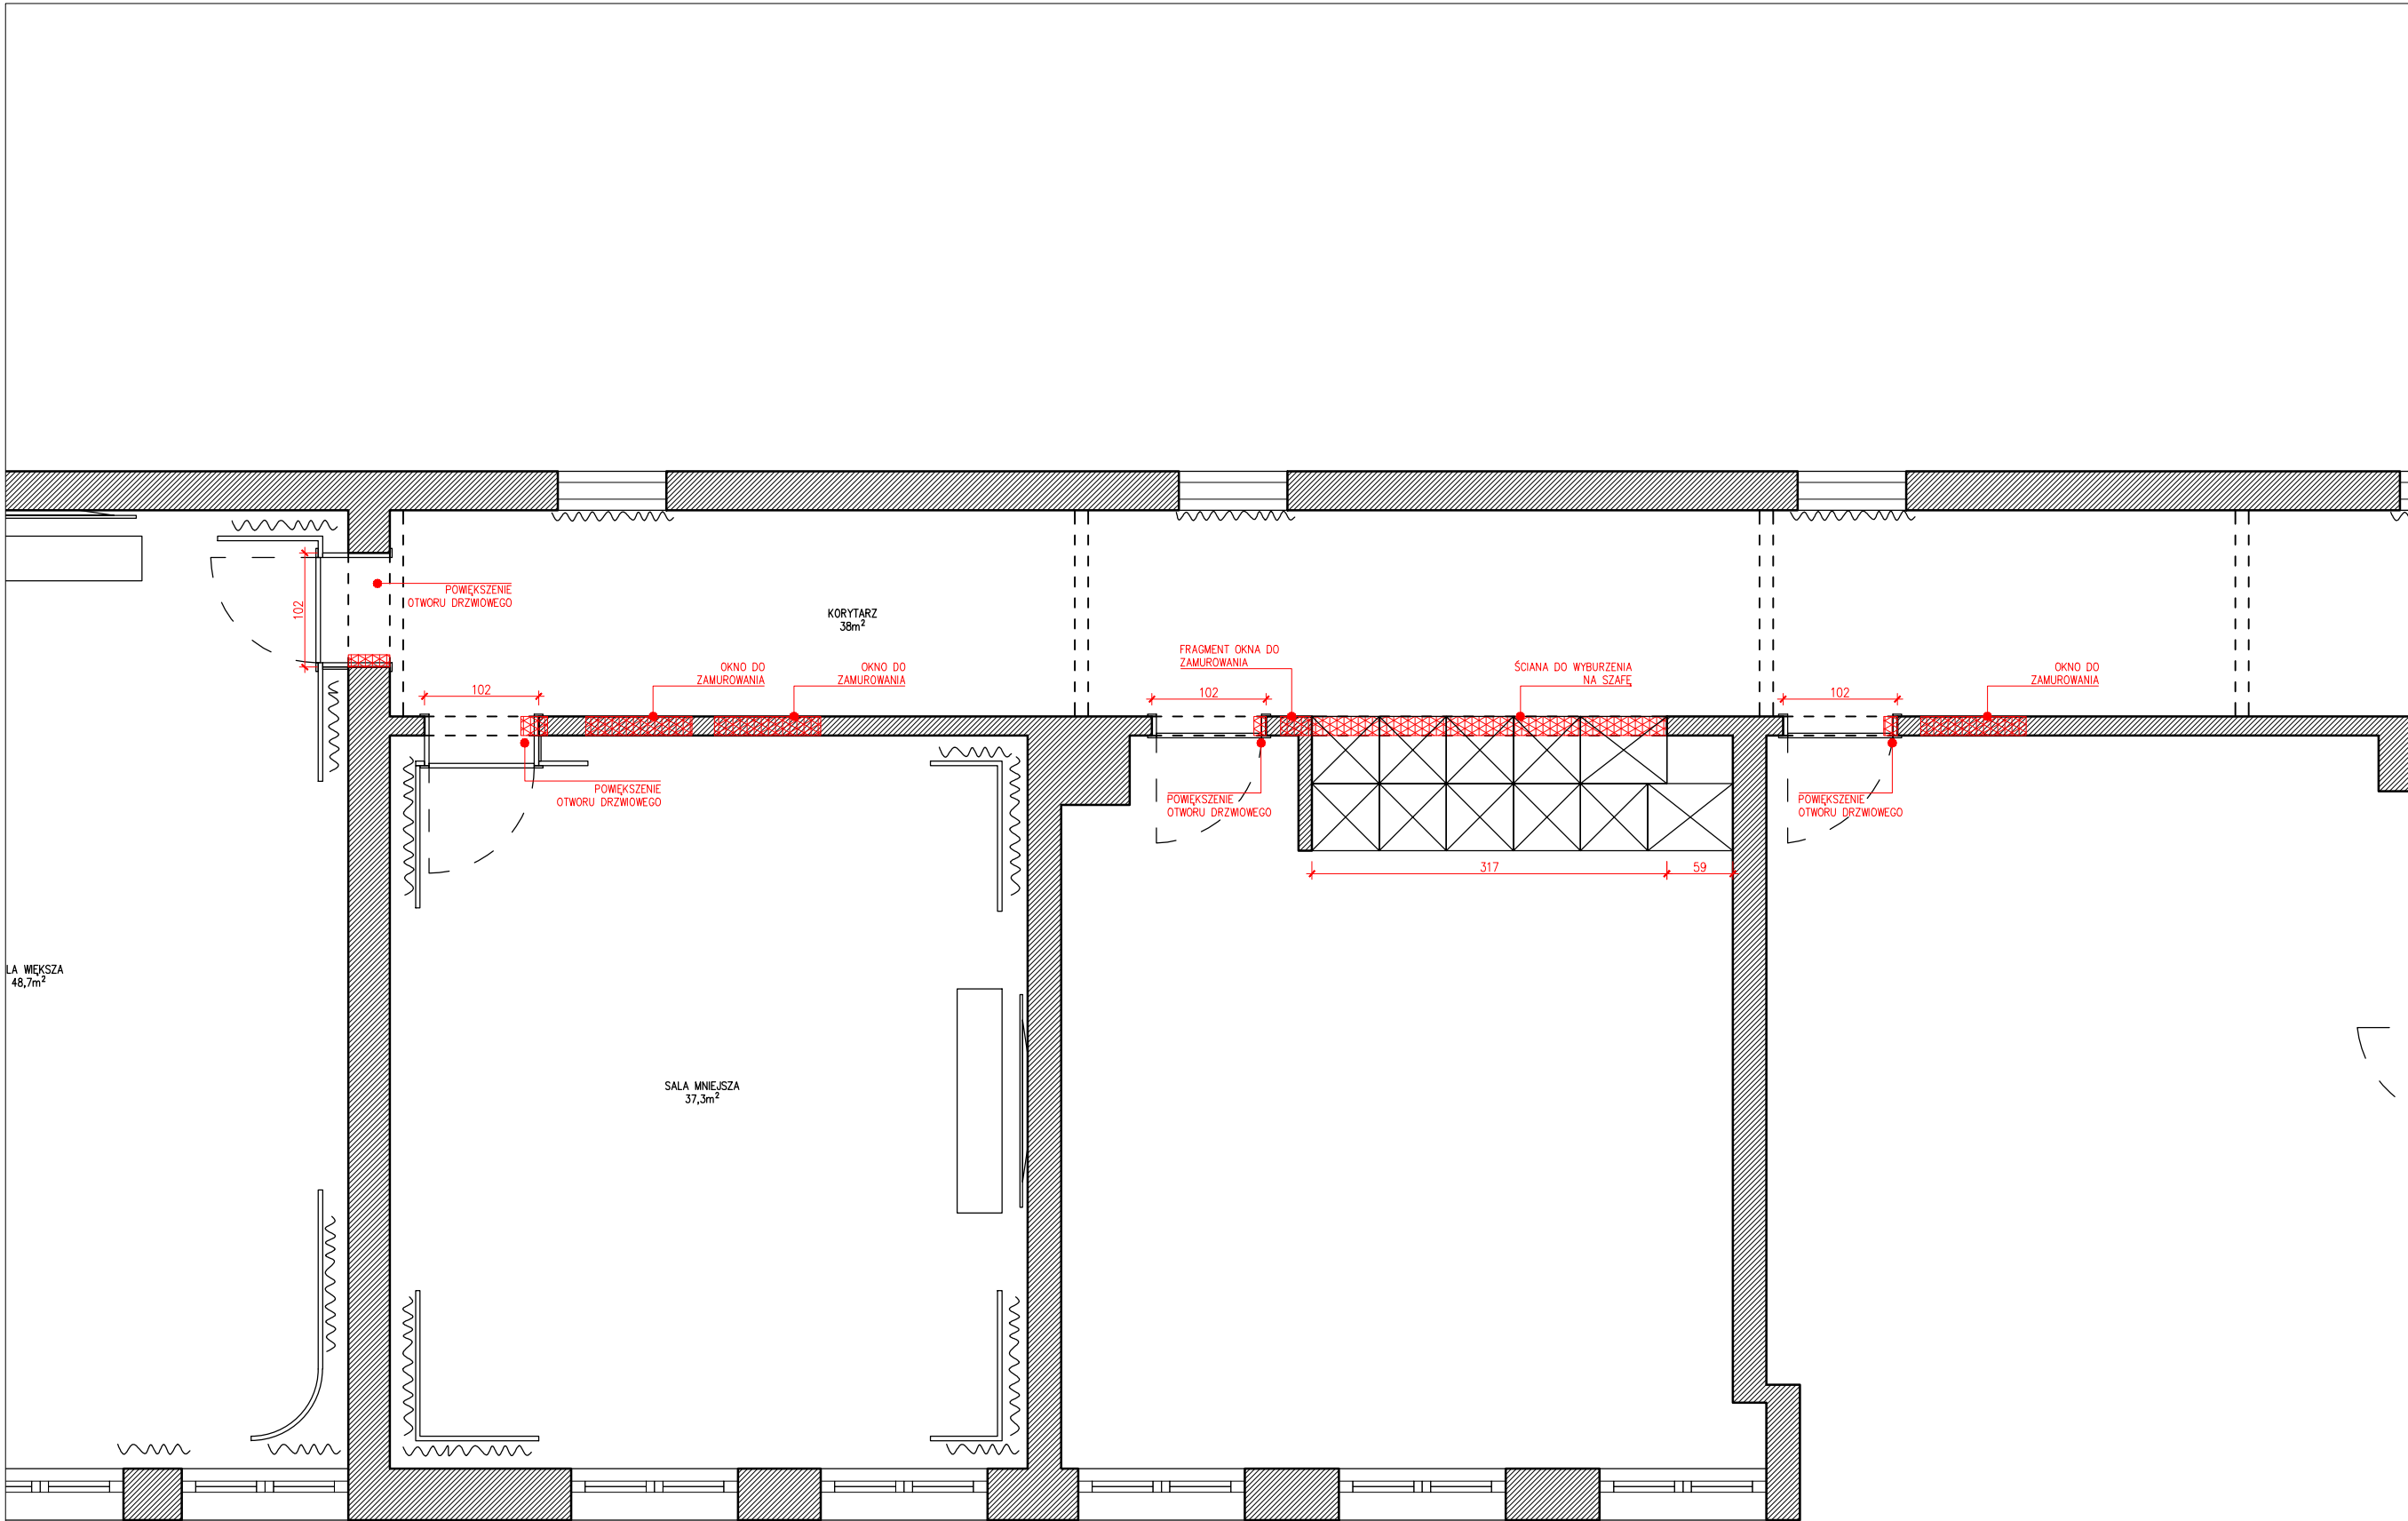 POWIĘKSZENIE
OTWORU DRZWIOWEGO
102
KORYTARZ
38m²
OKNO DO
ZAMUROWANIA
OKNO DO
ZAMUROWANIA
FRAGMENT OKNA DO
ZAMUROWANIA
ŚCIANA DO WYBURZENIA
NA SZAFĘ
OKNO DO
ZAMUROWANIA
102
102
102
POWIĘKSZENIE
OTWORU DRZWIOWEGO
POWIĘKSZENIE
OTWORU DRZWIOWEGO
POWIĘKSZENIE
OTWORU DRZWIOWEGO
317
59
LA WIĘKSZA
48,7m²
SALA MNIEJSZA
37,3m²